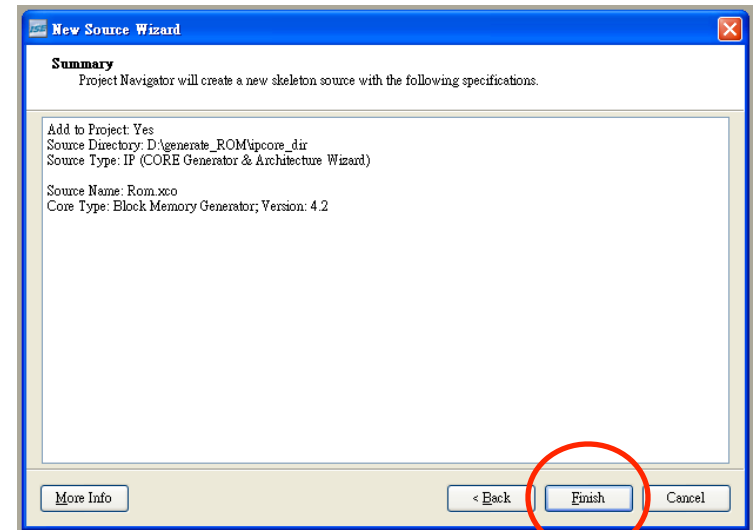 ISE New Source Wizard
Summary
Project Navigator will create a new skeleton source with the following specifications.
Add to Project: Yes
Source Directory: D:\generate_ROM\ipcore_dir
Source Type: IP (CORE Generator & Architecture Wizard)
Source Name: Rom.xco
Core Type: Block Memory Generator; Version: 4.2
More Info
< Back
Finish
Cancel